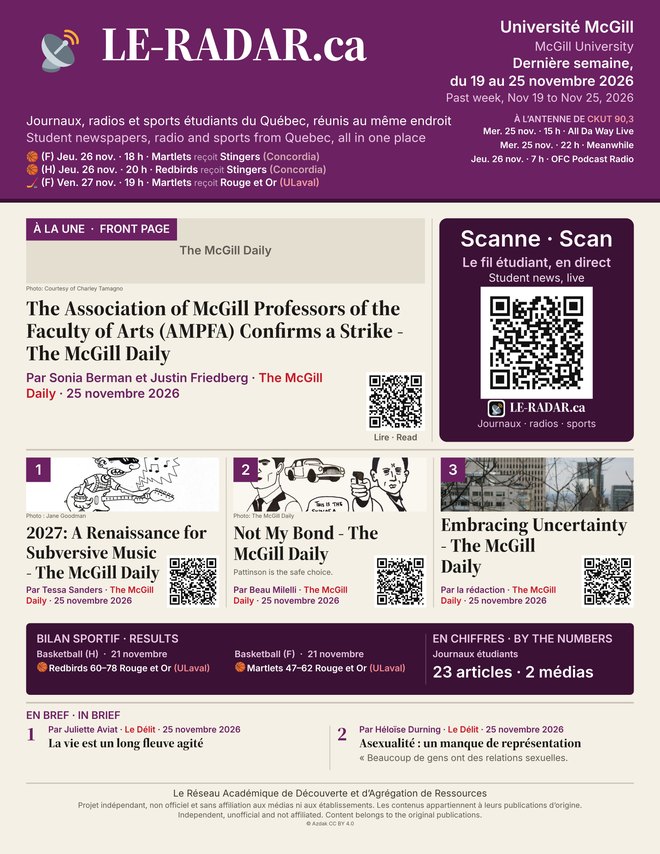 LE-RADAR.ca
Université McGill
McGill University
Dernière semaine,
du 19 au 25 novembre 2026
Past week, Nov 19 to Nov 25, 2026
Journaux, radios et sports étudiants du Québec, réunis au même endroit
Student newspapers, radio and sports from Quebec, all in one place
(F) Jeu. 26 nov. · 18 h · Martlets reçoit Stingers (Concordia)
(H) Jeu. 26 nov. · 20 h · Redbirds reçoit Stingers (Concordia)
(F) Ven. 27 nov. · 19 h · Martlets reçoit Rouge et Or (ULaval)
À L'ANTENNE DE CKUT 90,3
Mer. 25 nov. · 15 h · All Da Way Live
Mer. 25 nov. · 22 h · Meanwhile
Jeu. 26 nov. · 7 h · OFC Podcast Radio
À LA UNE · FRONT PAGE
The McGill Daily
Photo: Courtesy of Charley Tamagno
The Association of McGill Professors of the
Faculty of Arts (AMPFA) Confirms a Strike -
The McGill Daily
Par Sonia Berman et Justin Friedberg · The McGill
Daily · 25 novembre 2026
Lire · Read
Scanne · Scan
Le fil étudiant, en direct
Student news, live
LE-RADAR.ca
Journaux · radios · sports
1
Photo : Jane Goodman
2027: A Renaissance for
Subversive Music
- The McGill Daily
Par Tessa Sanders · The McGill
Daily · 25 novembre 2026
2
THIS IS THE
Photo: The McGill Daily
Not My Bond - The
McGill Daily
Pattinson is the safe choice.
Par Beau Milelli · The McGill
Daily · 25 novembre 2026
3
Embracing Uncertainty
- The McGill
Daily
Par la rédaction · The McGill
Daily · 25 novembre 2026
BILAN SPORTIF · RESULTS
Basketball (H) · 21 novembre
Redbirds 60–78 Rouge et Or (ULaval)
Basketball (F) · 21 novembre
Martlets 47–62 Rouge et Or (ULaval)
EN CHIFFRES · BY THE NUMBERS
Journaux étudiants
23 articles · 2 médias
EN BREF · IN BRIEF
1
Par Juliette Aviat · Le Délit · 25 novembre 2026
La vie est un long fleuve agité
2
Par Héloïse Durning · Le Délit · 25 novembre 2026
Asexualité : un manque de représentation
« Beaucoup de gens ont des relations sexuelles.
Le Réseau Académique de Découverte et d'Agrégation de Ressources
Projet indépendant, non officiel et sans affiliation aux médias ni aux établissements. Les contenus appartiennent à leurs publications d'origine.
Independent, unofficial and not affiliated. Content belongs to the original publications.
© Azdak CC BY 4.0